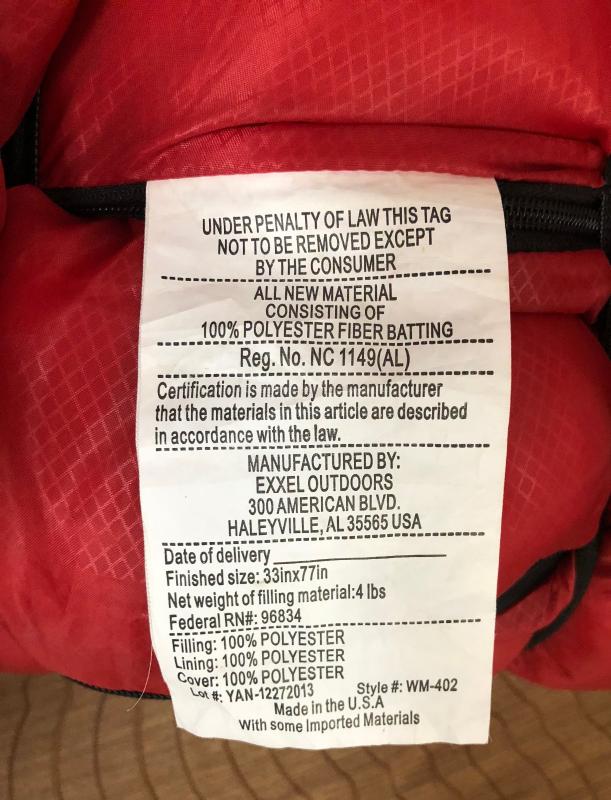 UNDER PENALTY OF LAW THIS TAG
NOT TO BE REMOVED EXCEPT
BY THE CONSUMER
ALL NEW MATERIAL
CONSISTING OF
100% POLYESTER FIBER BATTING
Reg. No. NC 1149(AL)
Certification is made by the manufacturer
that the materials in this article are described
in accordance with the law.
MANUFACTURED BY:
EXXEL OUTDOORS
300 AMERICAN BLVD.
HALEYVILLE, AL 35565 USA
Date of delivery
Finished size: 33inx77in
Net weight of filling material:4 lbs
Federal RN#: 96834
Filling: 100% POLYESTER
Lining: 100% POLYESTER
Cover: 100% POLYESTER
Lot #: YAN-12272013 Style #: WM-402
Made in the U.S.A
With some Imported Materials